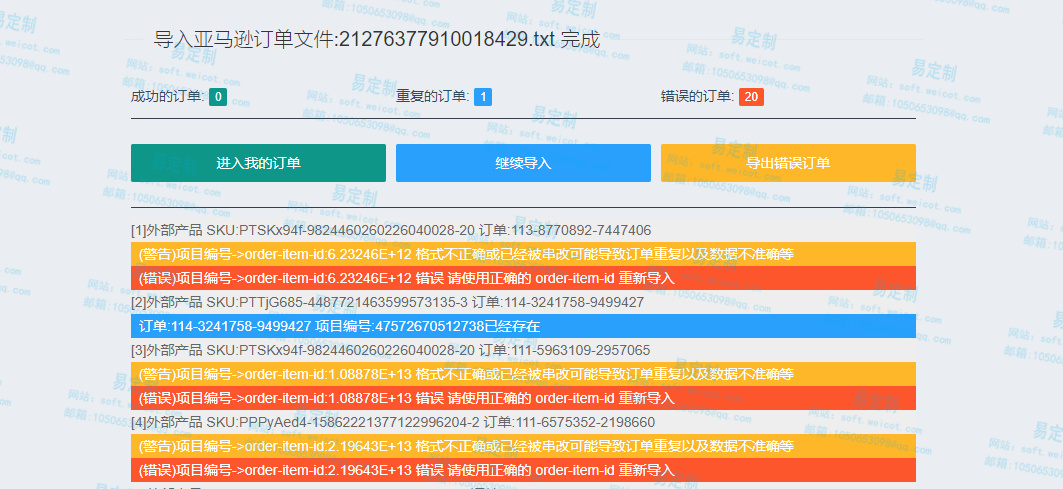 导入亚马逊订单文件:21276377910018429.txt 完成
成功的订单: 0 重复的订单: 1 错误的订单: 20
进入我的订单 继续导入 导出错误订单
[1]外部产品 SKU:PTSKx94f-9824460260226040028-20 订单:113-8770892-7447406
(警告)项目编号->order-item-id:6.23246E+12 格式不正确或已经被串改可能导致订单重复以及数据不准确等
(错误)项目编号->order-item-id:6.23246E+12 错误 请使用正确的 order-item-id 重新导入
[2]外部产品 SKU:PTTjG685-4487721463599573135-3 订单:114-3241758-9499427
订单:114-3241758-9499427 项目编号:47572670512738已经存在
[3]外部产品 SKU:PTSKx94f-9824460260226040028-20 订单:111-5963109-2957065
(警告)项目编号->order-item-id:1.08878E+13 格式不正确或已经被串改可能导致订单重复以及数据不准确等
(错误)项目编号->order-item-id:1.08878E+13 错误 请使用正确的 order-item-id 重新导入
[4]外部产品 SKU:PPPyAed4-15862221377122996204-2 订单:111-6575352-2198660
(警告)项目编号->order-item-id:2.19643E+13 格式不正确或已经被串改可能导致订单重复以及数据不准确等
(错误)项目编号->order-item-id:2.19643E+13 错误 请使用正确的 order-item-id 重新导入
易定制
网站: soft.weicot.com
邮箱:1050653098@qq.com